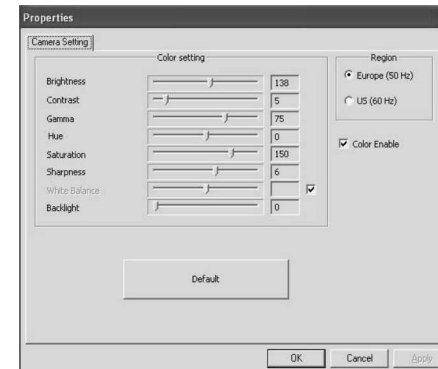 Properties
Camera Setting
Color setting
Brightness 138
Contrast 5
Gamma 75
Hue 0
Saturation 150
Sharpness 6
White Balance
Backlight 0
Region
Europe (50 Hz)
US (60 Hz)
Color Enable
Default
OK Cancel Apply